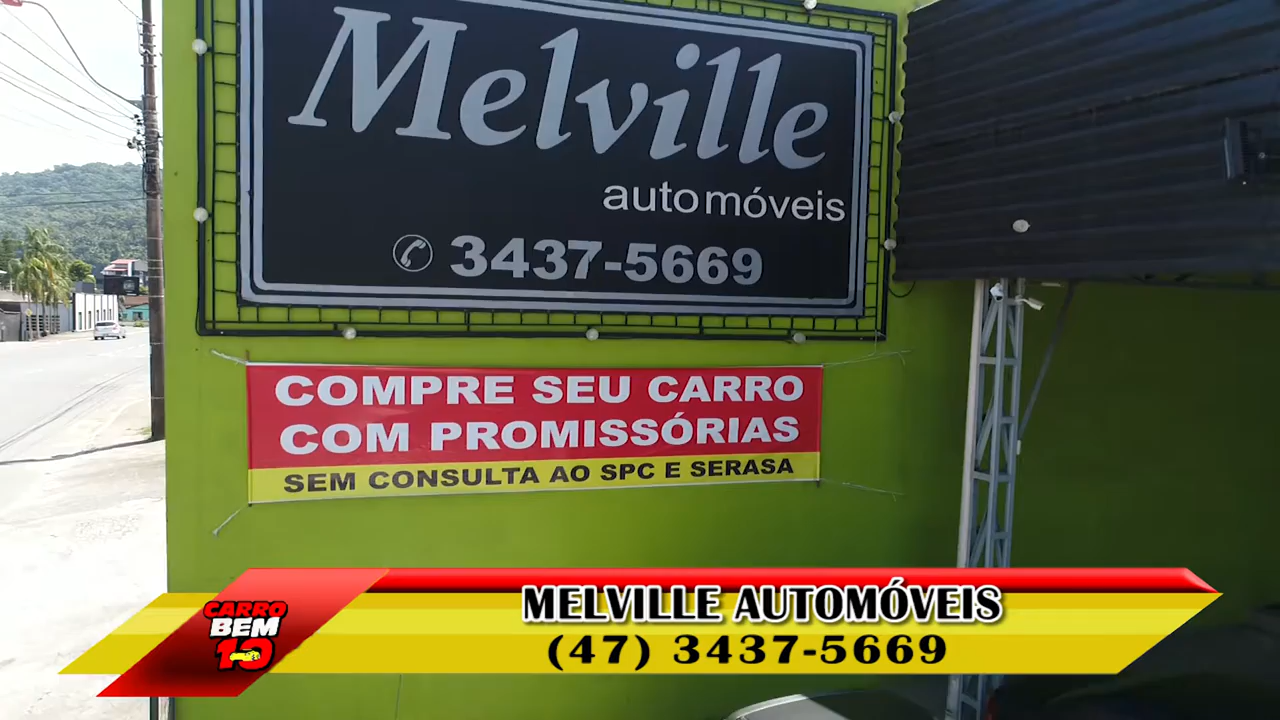 Melville
automóveis
3437-5669
COMPRE SEU CARRO
COM PROMISSÓRIAS
SEM CONSULTA AO SPC E SERASA
CARRO
BEM
10
MELVILLE AUTOMÓVEIS
(47) 3437-5669